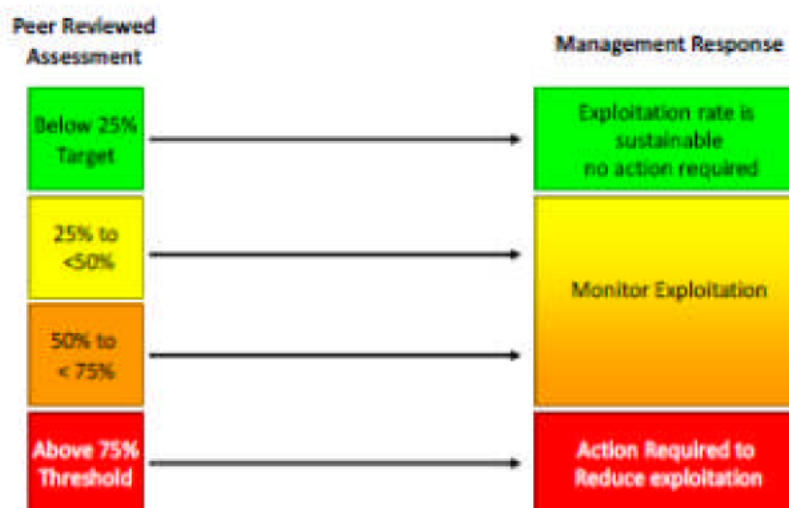 Peer Reviewed
Assessment
Management Response
Below 25%
Target
Exploitation rate is
sustainable
no action required
25% to
<50%
Monitor Exploitation
50% to
< 75%
Above 75%
Threshold
Action Required to
Reduce exploitation